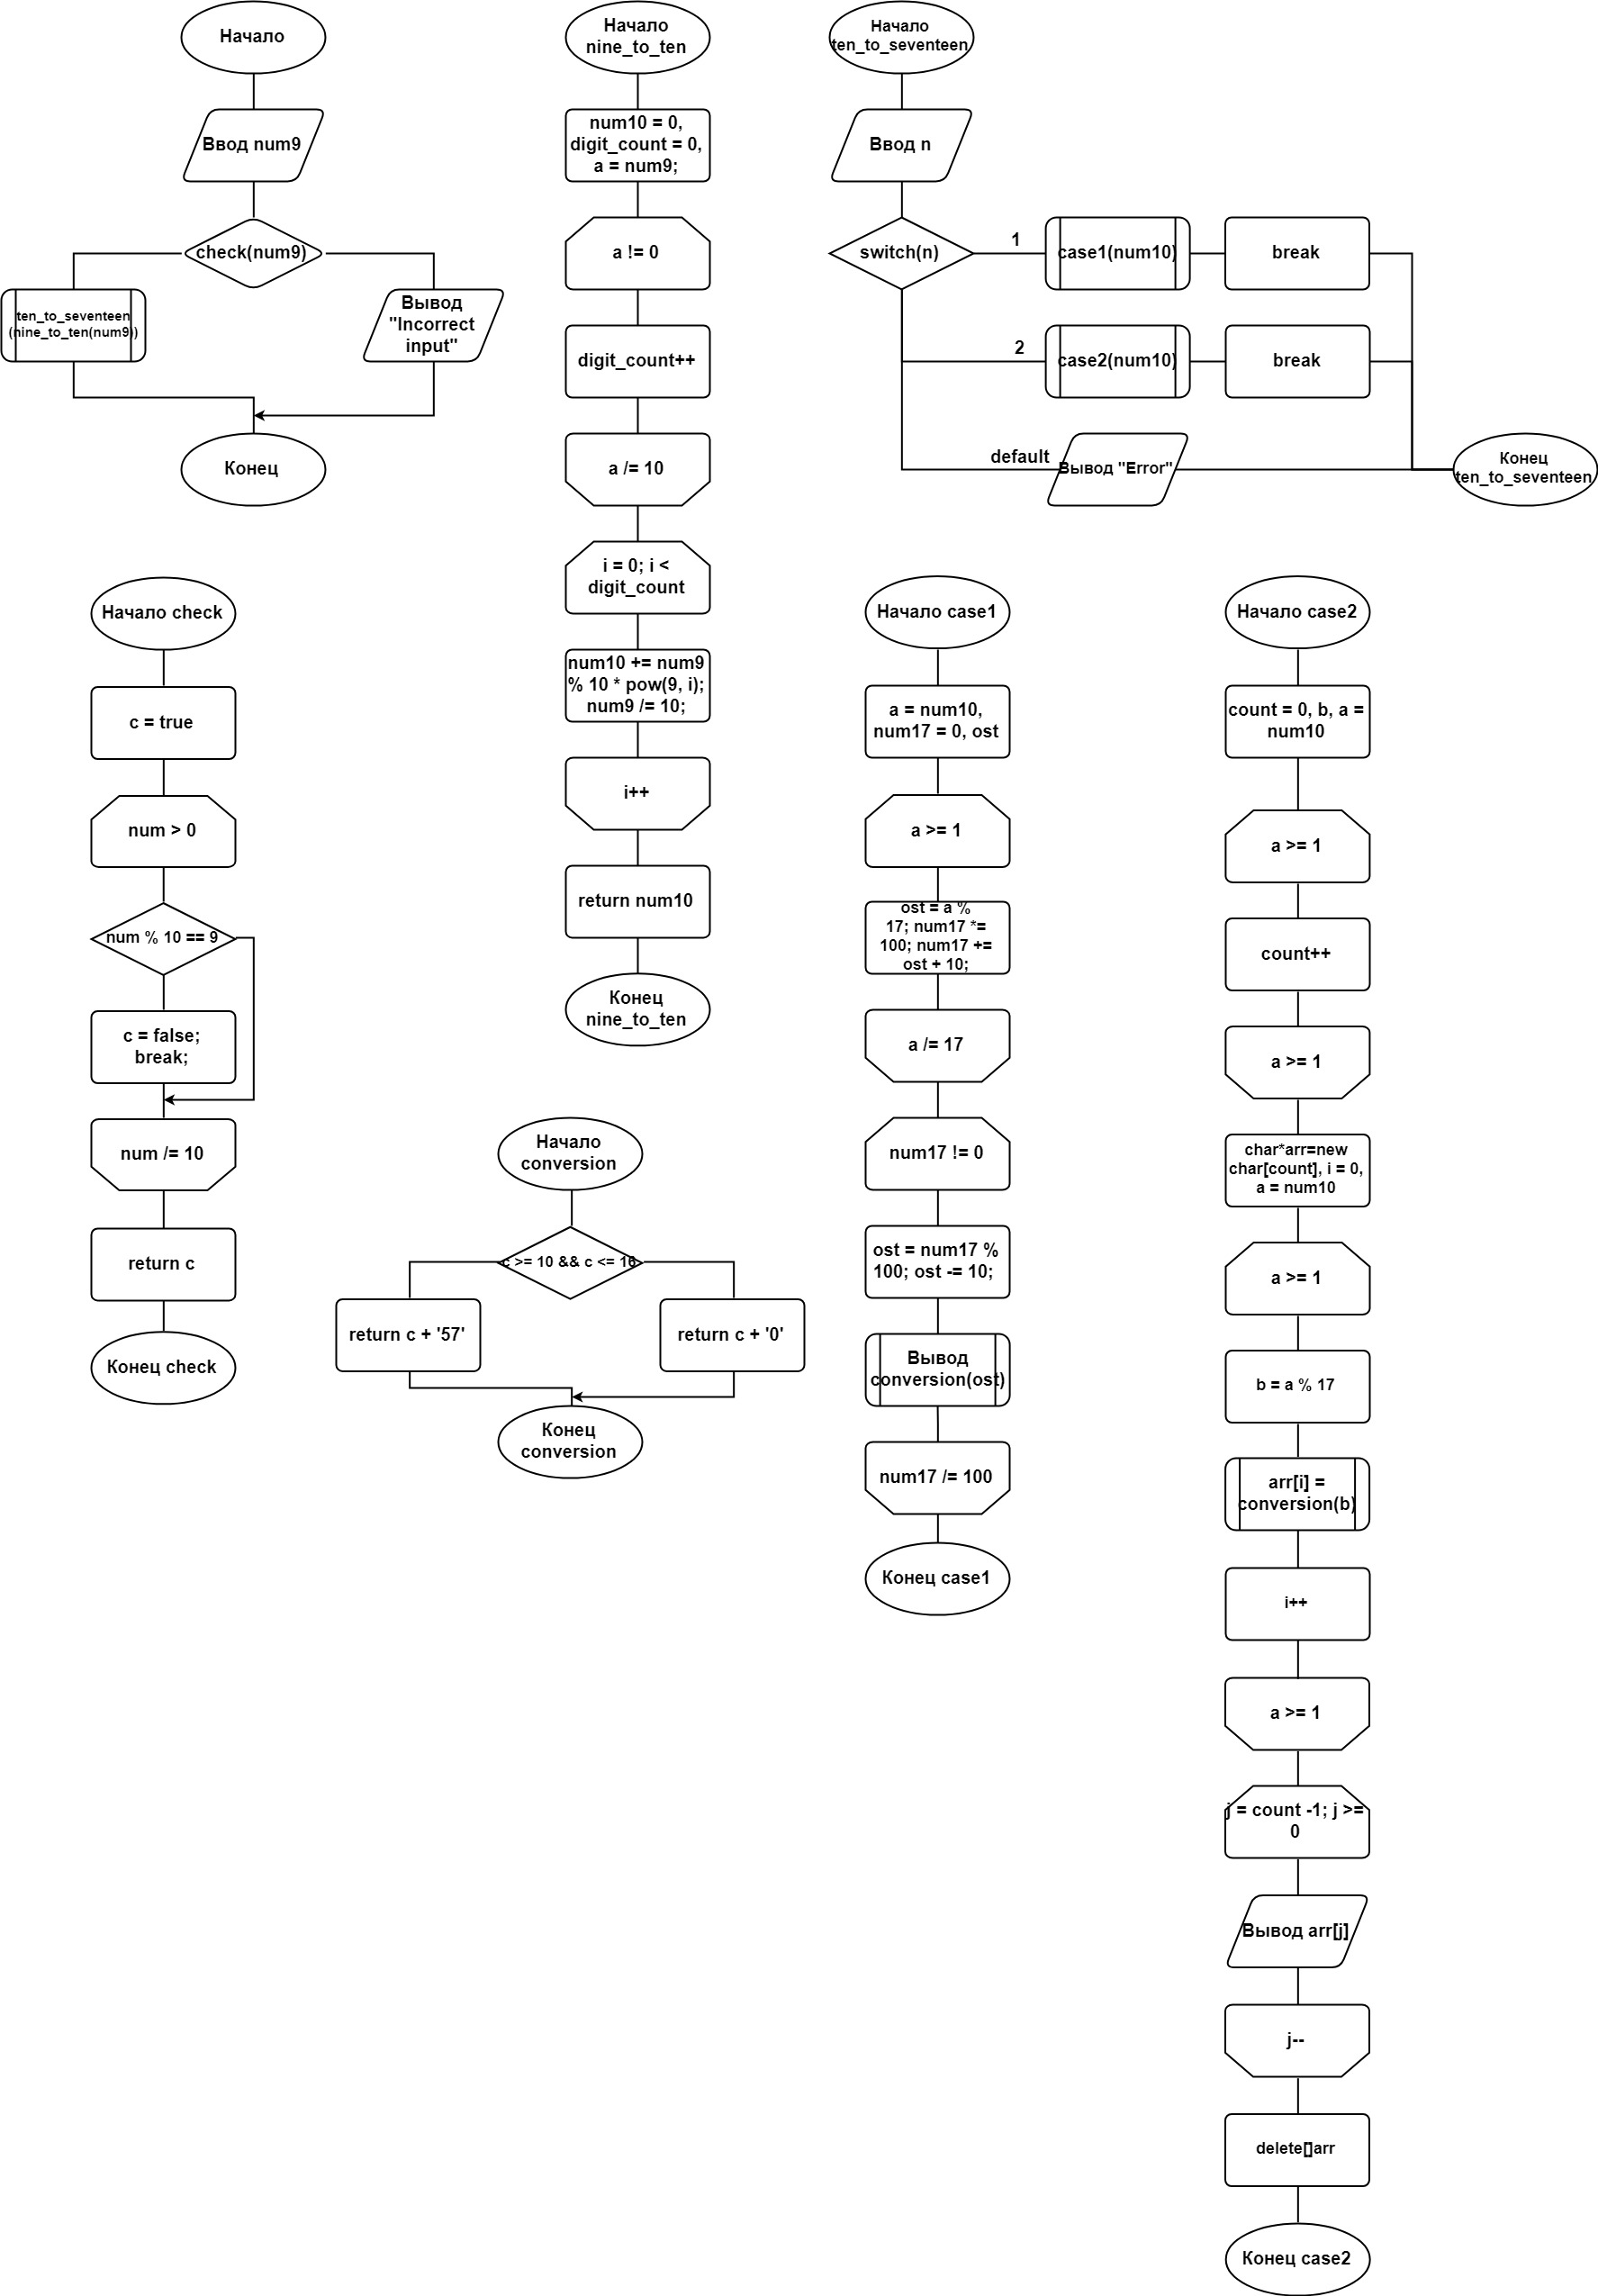 Начало
Ввод num9
check(num9)
ten_to_seventeen
(nine_to_ten(num9))
Вывод
"Incorrect
input"
Конец
Начало
nine_to_ten
num10 = 0,
digit_count = 0,
a = num9;
a != 0
digit_count++
a /= 10
i = 0; i <
digit_count
num10 += num9
% 10 * pow(9, i);
num9 /= 10;
i++
return num10
Конец
nine_to_ten
Начало
ten_to_seventeen
Ввод n
switch(n)
1
case1(num10)
break
2
case2(num10)
break
default
Вывод "Error"
Конец
ten_to_seventeen
Начало check
c = true
num > 0
num % 10 == 9
c = false;
break;
num /= 10
return c
Конец check
Начало
conversion
c >= 10 && c <= 16
return c + '57'
return c + '0'
Конец
conversion
Начало case1
a = num10,
num17 = 0, ost
a >= 1
ost = a %
17; num17 *=
100; num17 +=
ost + 10;
a /= 17
num17 != 0
ost = num17 %
100; ost -= 10;
Вывод
conversion(ost)
num17 /= 100
Конец case1
Начало case2
count = 0, b, a =
num10
a >= 1
count++
a >= 1
char*arr=new
char[count], i = 0,
a = num10
a >= 1
b = a % 17
arr[i] =
conversion(b)
i++
a >= 1
j = count -1; j >=
0
Вывод arr[j]
j--
delete[]arr
Конец case2